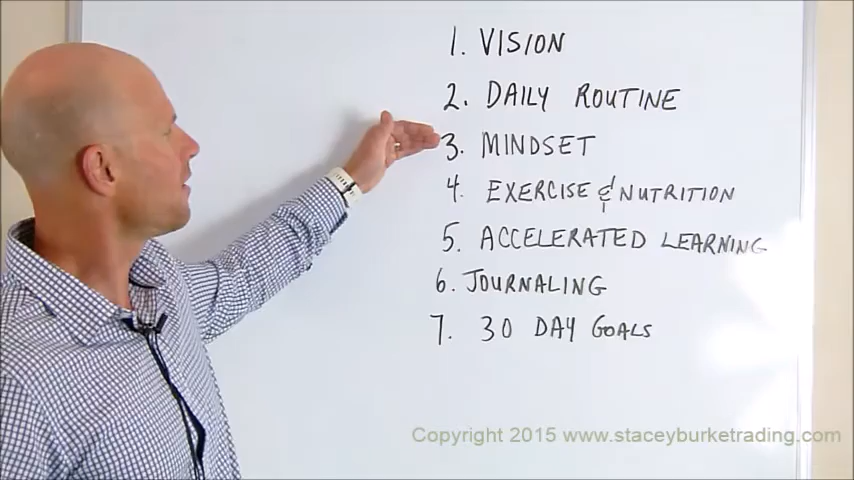 1. VISION
2. DAILY ROUTINE
3. MINDSET
4. EXERCISE & NUTRITION
5. ACCELERATED LEARNING
6. JOURNALING
7. 30 DAY GOALS
Copyright 2015 www.staceyburketrading.com